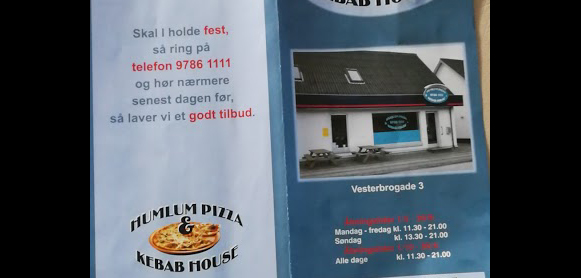 Skal I holde fest,
så ring på
telefon 9786 1111
og hør nærmere
senest dagen før,
så laver vi et godt tilbud.
HUMLUM PIZZA
&
KEBAB HOUSE
KEBAB HOUSE
Vesterbrogade 3
Mandag - fredag kl. 11.30 - 21.00
Søndag kl. 13.30 - 21.00
Alle dage kl. 11.30 - 21.00